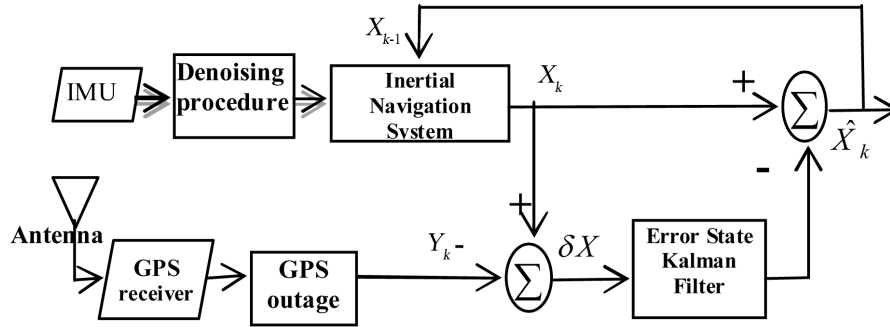 X_{k-1}
IMU
Denoising
procedure
Inertial
Navigation
System
X_k
+
Σ
X̂_k
-
Antenna
GPS
receiver
GPS
outage
Y_k -
+
Σ
δX
Error State
Kalman
Filter